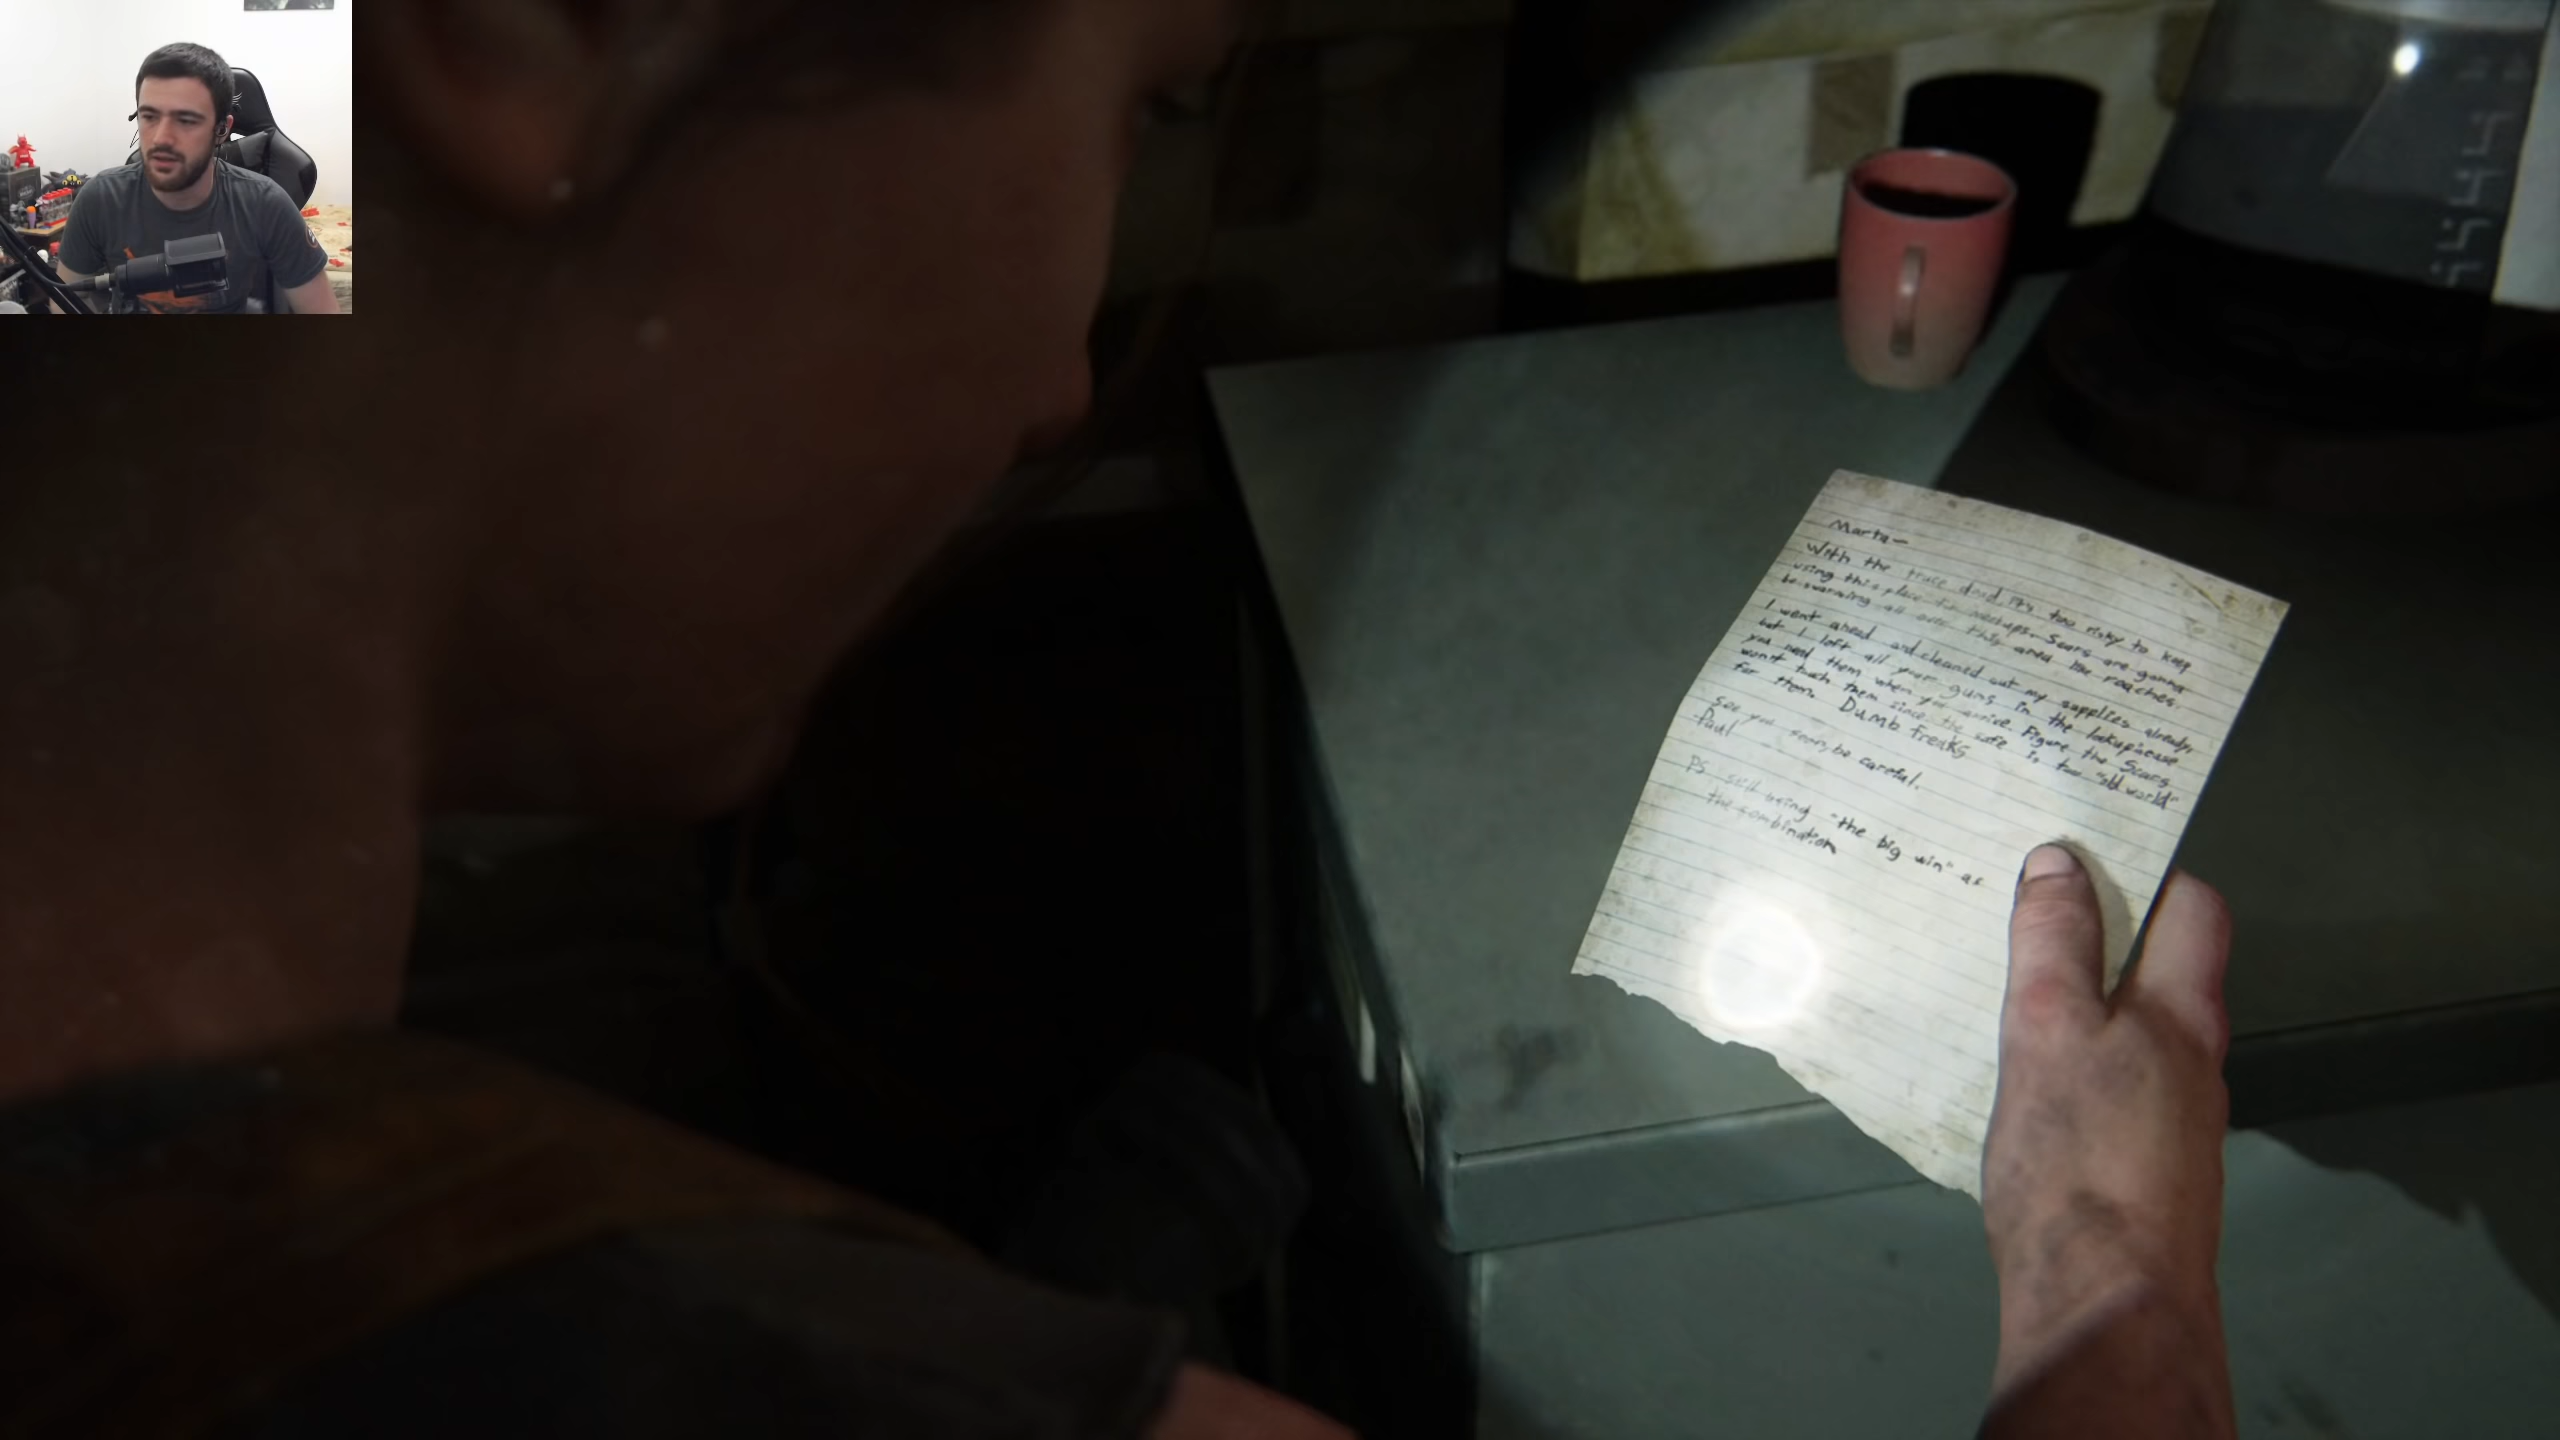 Marta—
With the truce dead, it's too risky to keep
using this place for meetups. Scars are gonna
be swarming all over this area like roaches.
I went ahead and cleaned out my supplies already,
but I left all your guns in the lockup in case
you need them when you arrive. Figure the Scars
won't touch them since the safe is too "old world"
for them. Dumb freaks
See you soon, be careful.
Paul
PS still using "the big win" as
the combination